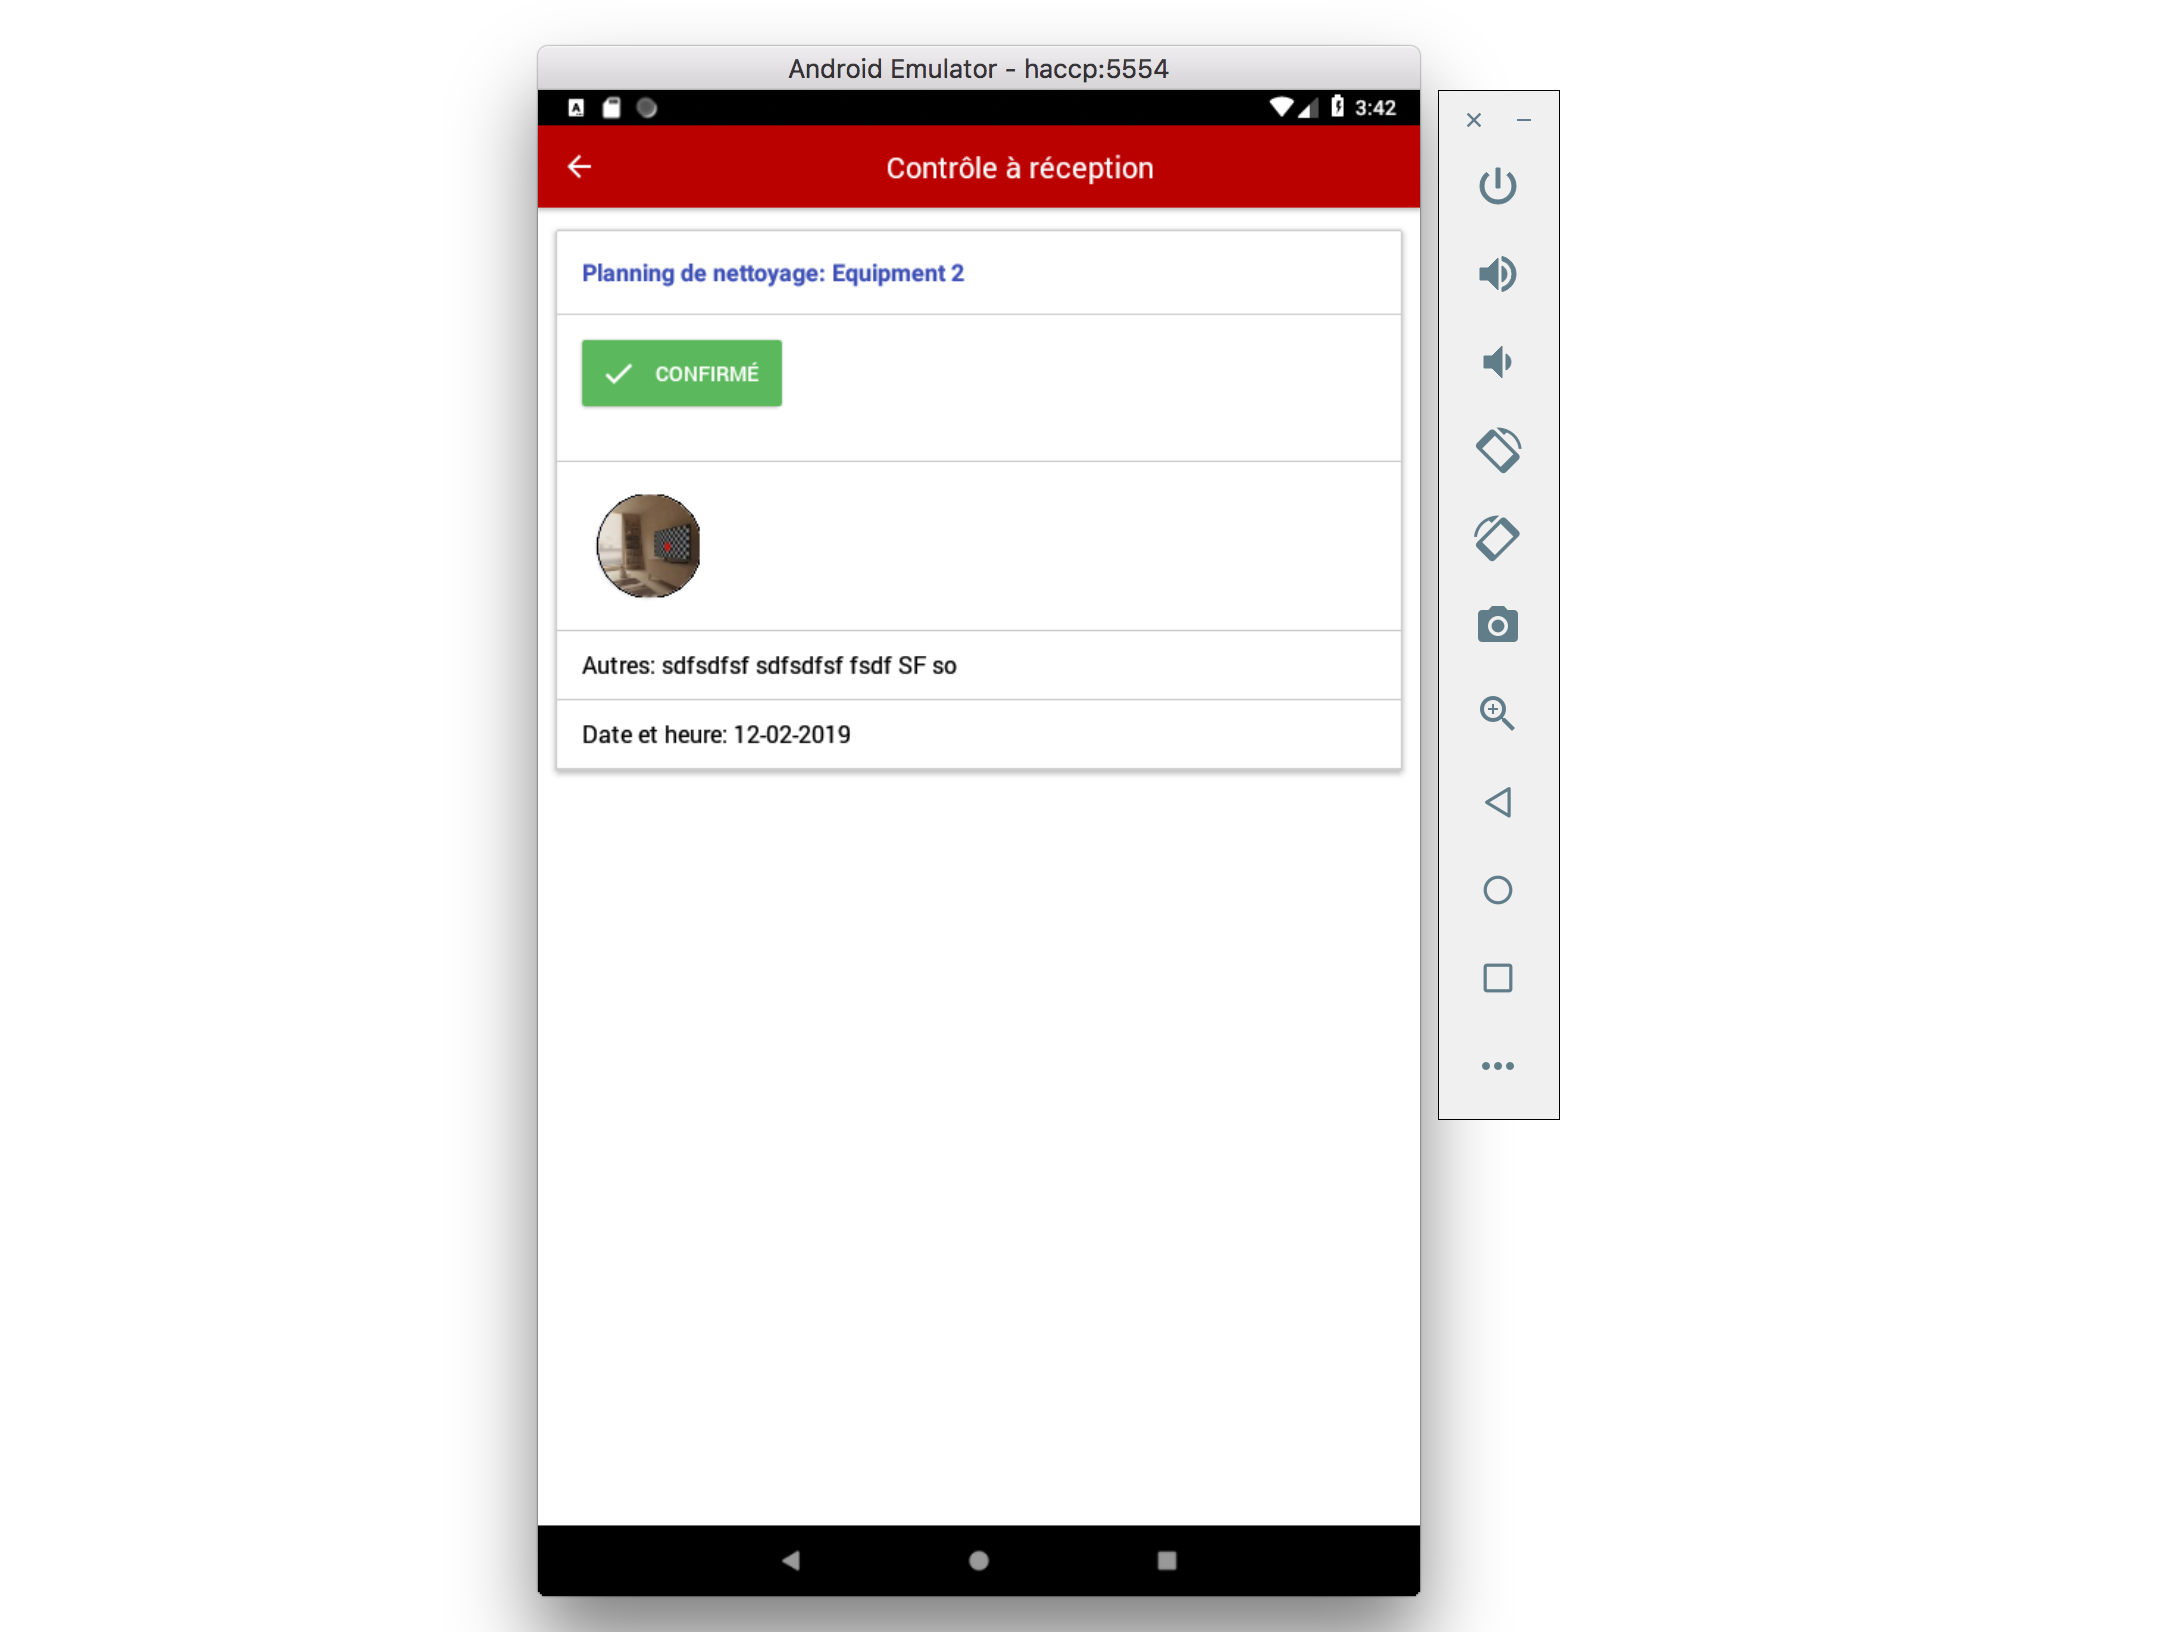 Android Emulator - haccp:5554
3:42
Contrôle à réception
Planning de nettoyage: Equipment 2
CONFIRMÉ
Autres: sdfsdfsf sdfsdfsf fsdf SF so
Date et heure: 12-02-2019